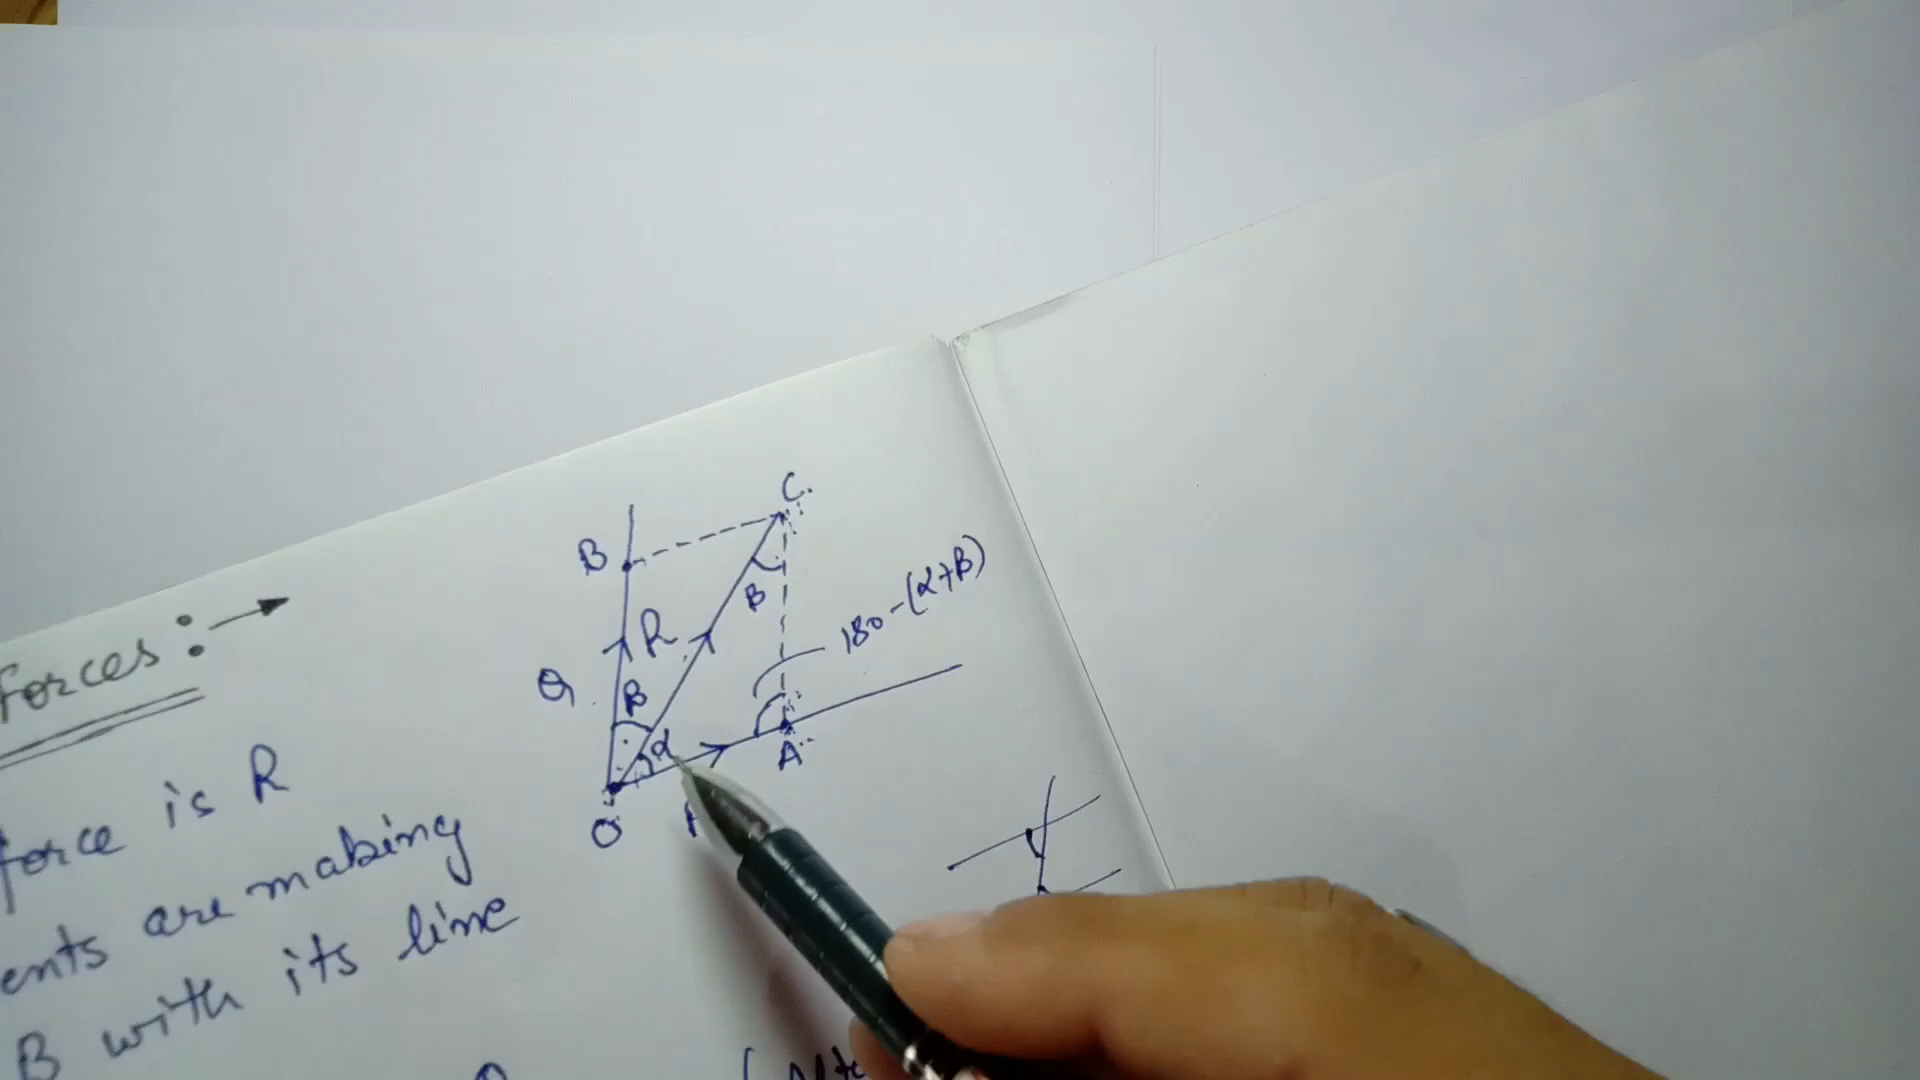 forces :→
force is R
ents are making
β with its line
C.
B
β
180-(α+β)
R
Q
β
α
A
O